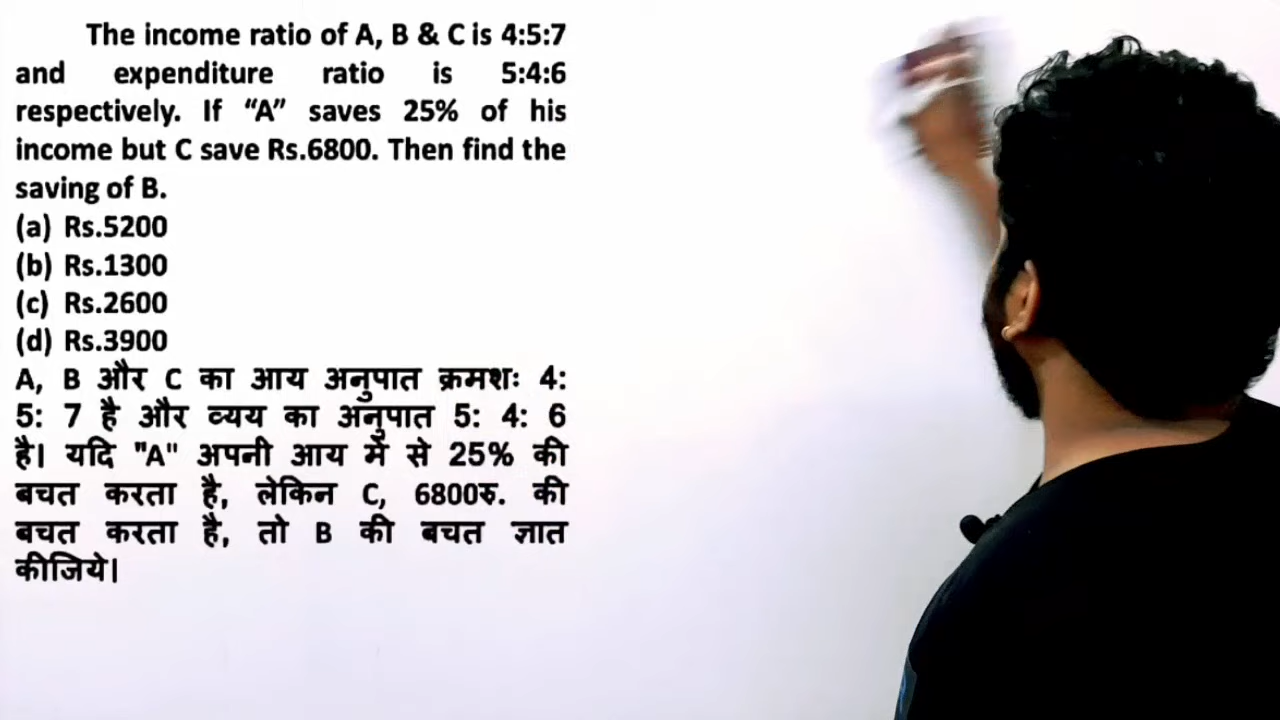 The income ratio of A, B & C is 4:5:7
and expenditure ratio is 5:4:6
respectively. If “A” saves 25% of his
income but C save Rs.6800. Then find the
saving of B.
(a) Rs.5200
(b) Rs.1300
(c) Rs.2600
(d) Rs.3900
A, B और C का आय अनुपात क्रमशः 4:
5: 7 है और व्यय का अनुपात 5: 4: 6
है। यदि "A" अपनी आय में से 25% की
बचत करता है, लेकिन C, 6800रु. की
बचत करता है, तो B की बचत ज्ञात
कीजिये।